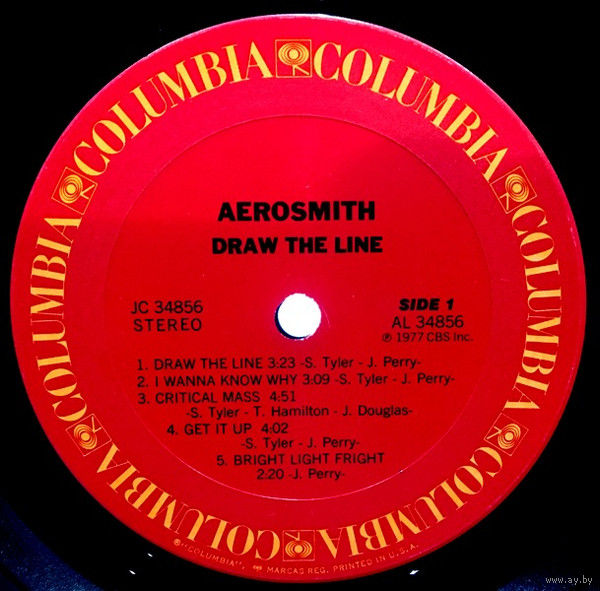 COLUMBIA COLUMBIA COLUMBIA COLUMBIA COLUMBIA COLUMBIA COLUMBIA COLUMBIA
AEROSMITH
DRAW THE LINE
JC 34856
STEREO
SIDE 1
AL 34856
℗ 1977 CBS Inc.
1. DRAW THE LINE 3:23 -S. Tyler - J. Perry-
2. I WANNA KNOW WHY 3:09 -S. Tyler - J. Perry-
3. CRITICAL MASS 4:51
-S. Tyler - T. Hamilton - J. Douglas-
4. GET IT UP 4:02
-S. Tyler - J. Perry-
5. BRIGHT LIGHT FRIGHT
2:20 -J. Perry-
® "COLUMBIA", MARCAS REG. PRINTED IN U.S.A.
www.ay.by